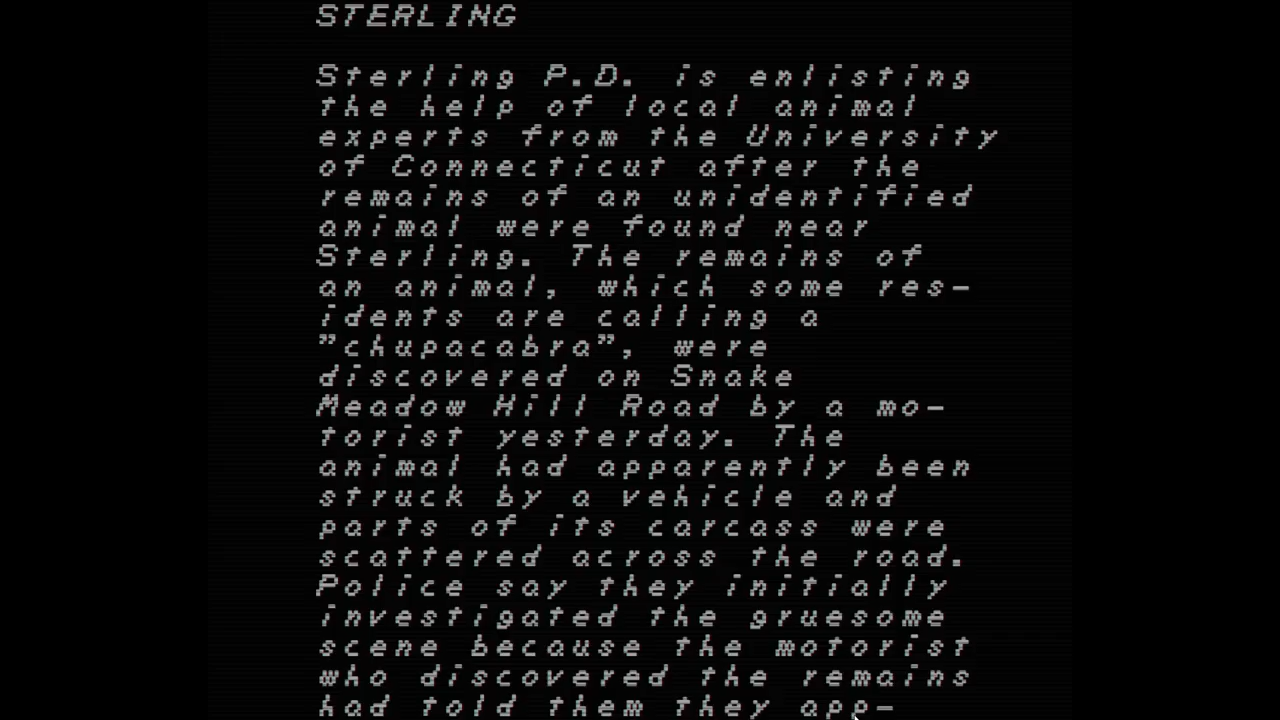 STERLING
Sterling P.D. is enlisting
the help of local animal
experts from the University
of Connecticut after the
remains of an unidentified
animal were found near
Sterling. The remains of
an animal, which some res-
idents are calling a
"chupacabra", were
discovered on Snake
Meadow Hill Road by a mo-
torist yesterday. The
animal had apparently been
struck by a vehicle and
parts of its carcass were
scattered across the road.
Police say they initially
investigated the gruesome
scene because the motorist
who discovered the remains
had told them they app-